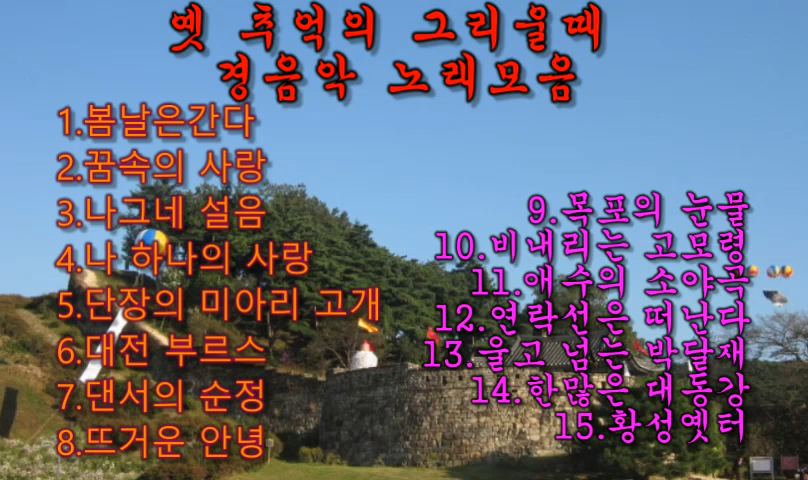 옛 추억의 그리울때
경음악 노래모음
1.봄날은간다
2.꿈속의 사랑
3.나그네 설음
4.나 하나의 사랑
5.단장의 미아리 고개
6.대전 부르스
7.댄서의 순정
8.뜨거운 안녕
9.목포의 눈물
10.비내리는 고모령
11.애수의 소야곡
12.연락선은 떠난다
13.울고 넘는 박달재
14.한많은 대동강
15.황성옛터